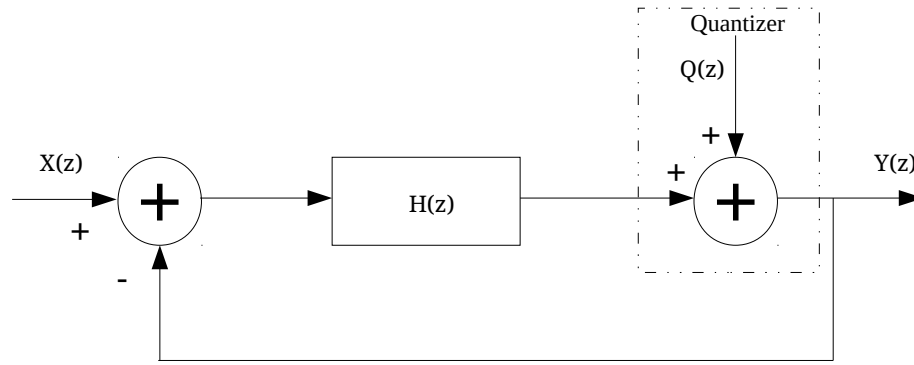 Quantizer
Q(z)
X(z)
+
+
+
-
+
H(z)
+
Y(z)